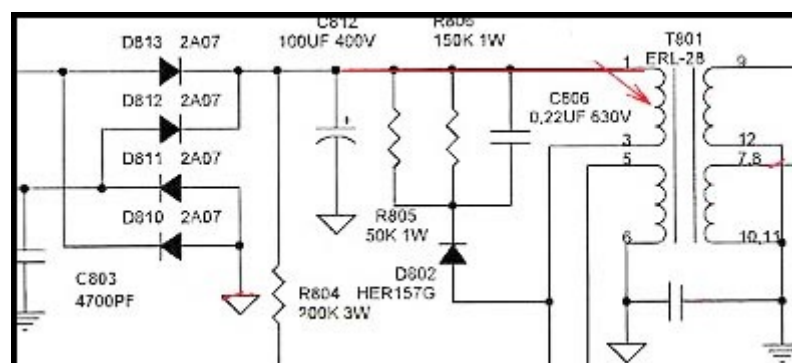 C812
100UF 400V
R806
150K 1W
T801
ERL-28
D813 2A07
D812 2A07
D811 2A07
D810 2A07
C803
4700PF
R804
200K 3W
+
R805
50K 1W
D802
HER157G
C806
0,22UF 630V
1
3
5
6
9
12
7,8
10,11